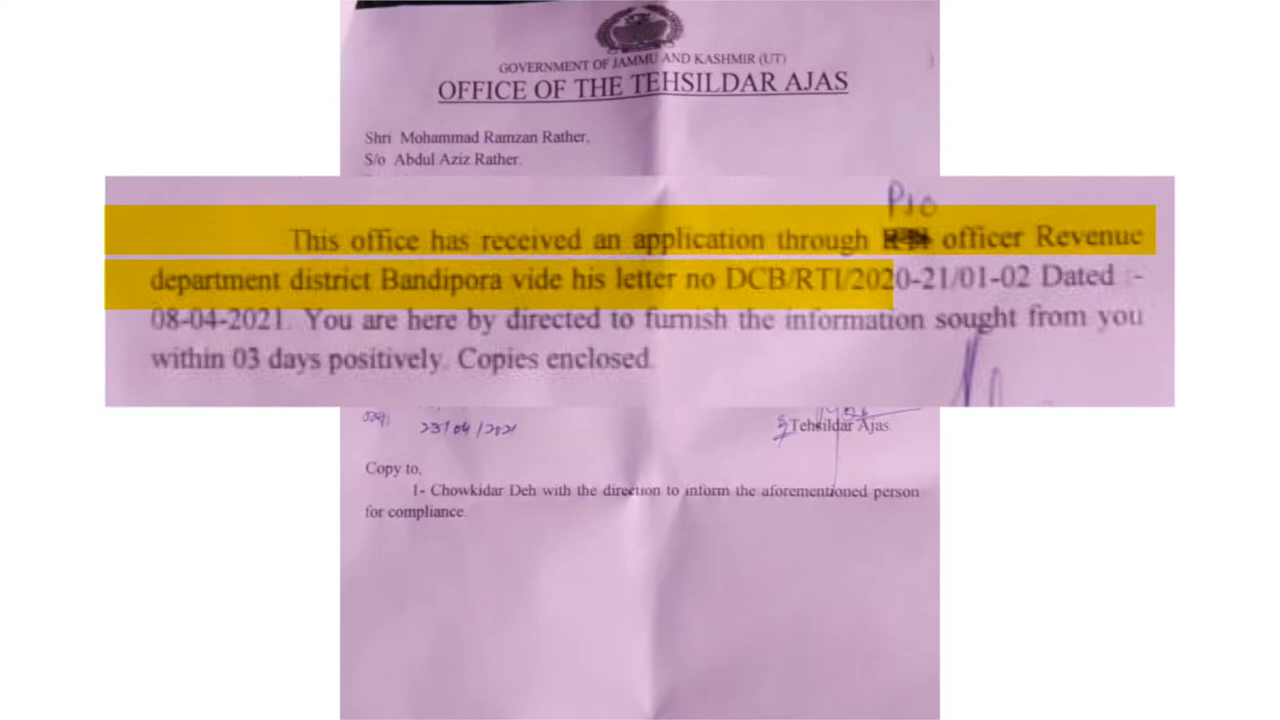 GOVERNMENT OF JAMMU AND KASHMIR (UT)
OFFICE OF THE TEHSILDAR AJAS
Shri Mohammad Ramzan Rather,
S/o Abdul Aziz Rather.
PIO
This office has received an application through officer Revenue
department district Bandipora vide his letter no DCB/RTI/2020-21/01-02 Dated :-
08-04-2021. You are here by directed to furnish the information sought from you
within 03 days positively. Copies enclosed.
23/04/2021
Tehsildar Ajas.
Copy to,
1- Chowkidar Deh with the direction to inform the aforementioned person
for compliance.